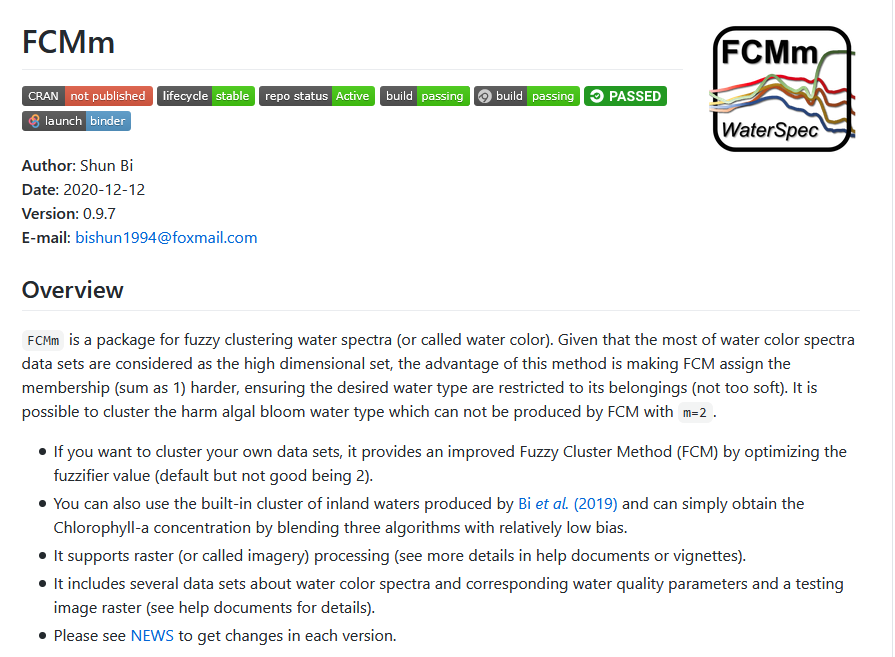 FCMm
FCMm
WaterSpec
CRAN not published lifecycle stable repo status Active build passing build passing PASSED
launch binder
Author: Shun Bi
Date: 2020-12-12
Version: 0.9.7
E-mail: bishun1994@foxmail.com
Overview
FCMm is a package for fuzzy clustering water spectra (or called water color). Given that the most of water color spectra
data sets are considered as the high dimensional set, the advantage of this method is making FCM assign the
membership (sum as 1) harder, ensuring the desired water type are restricted to its belongings (not too soft). It is
possible to cluster the harm algal bloom water type which can not be produced by FCM with m=2 .
• If you want to cluster your own data sets, it provides an improved Fuzzy Cluster Method (FCM) by optimizing the
fuzzifier value (default but not good being 2).
• You can also use the built-in cluster of inland waters produced by Bi et al. (2019) and can simply obtain the
Chlorophyll-a concentration by blending three algorithms with relatively low bias.
• It supports raster (or called imagery) processing (see more details in help documents or vignettes).
• It includes several data sets about water color spectra and corresponding water quality parameters and a testing
image raster (see help documents for details).
• Please see NEWS to get changes in each version.